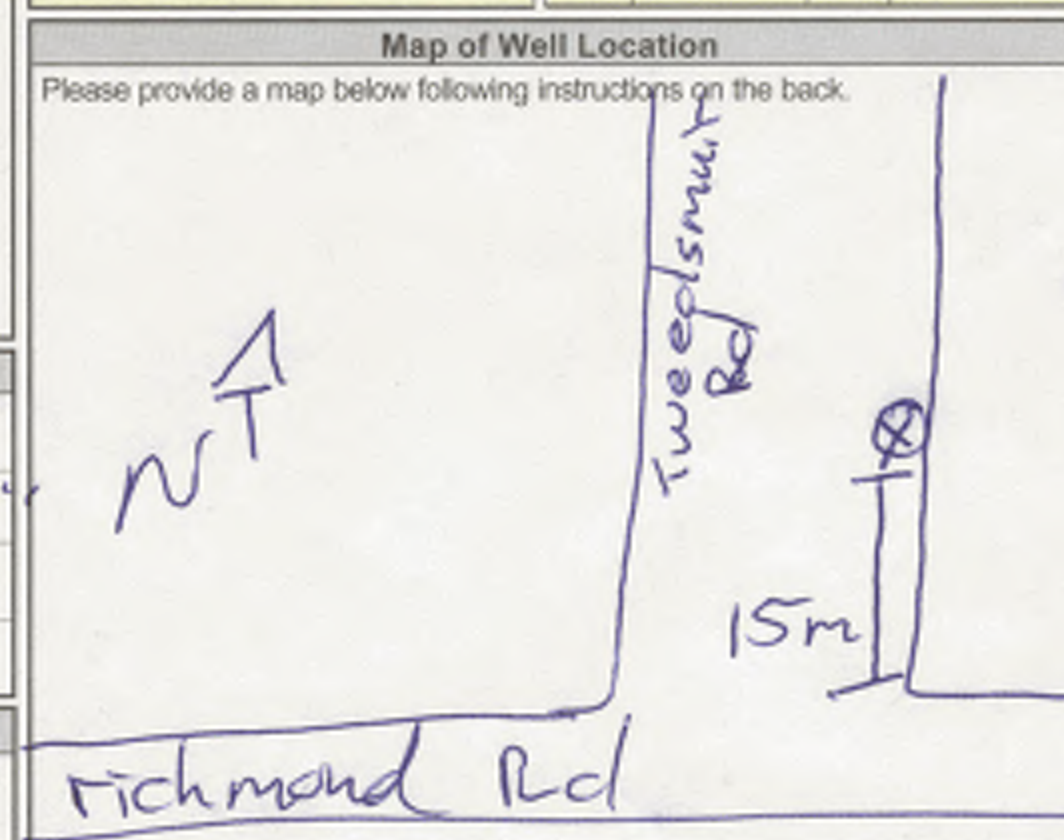 Map of Well Location
Please provide a map below following instructions on the back.
Tweedsmuir
Rd
N
15m
richmond Rd